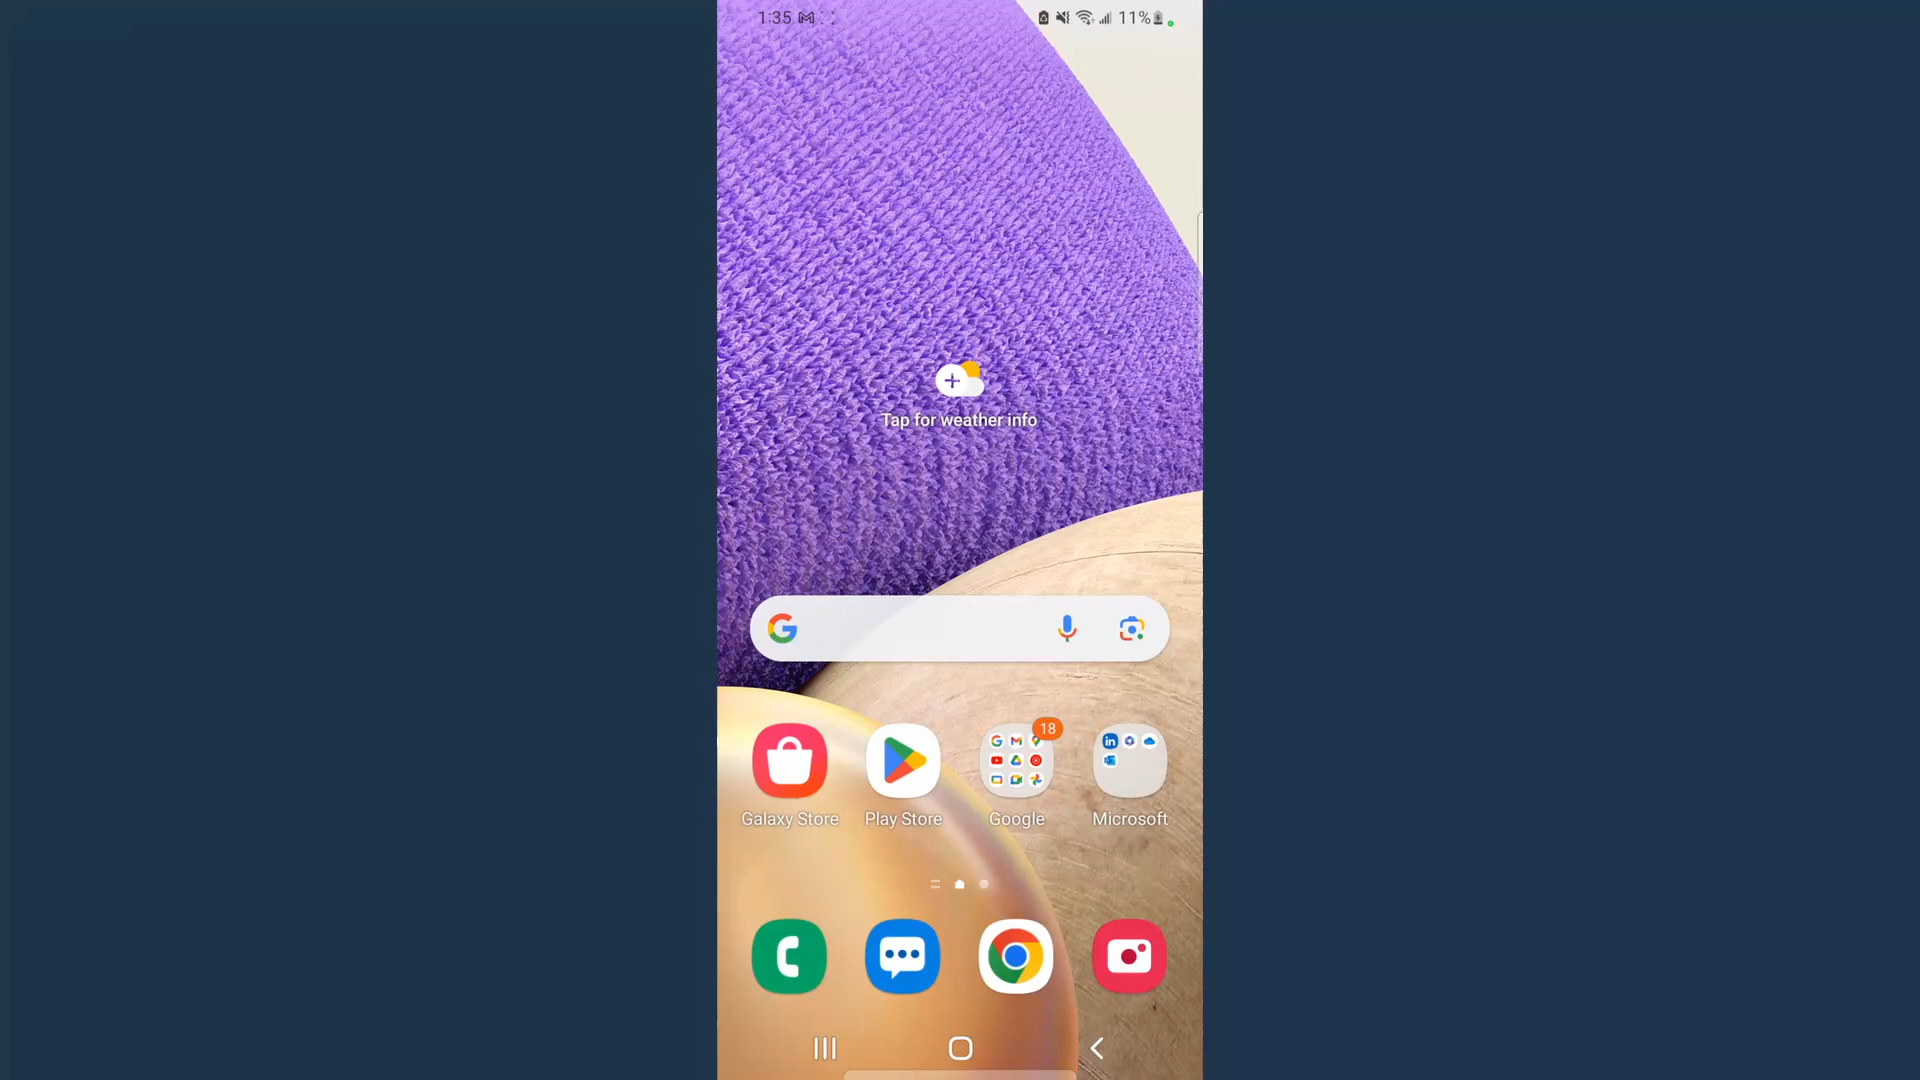 1:35
11%
Tap for weather info
18
Galaxy Store
Play Store
Google
Microsoft